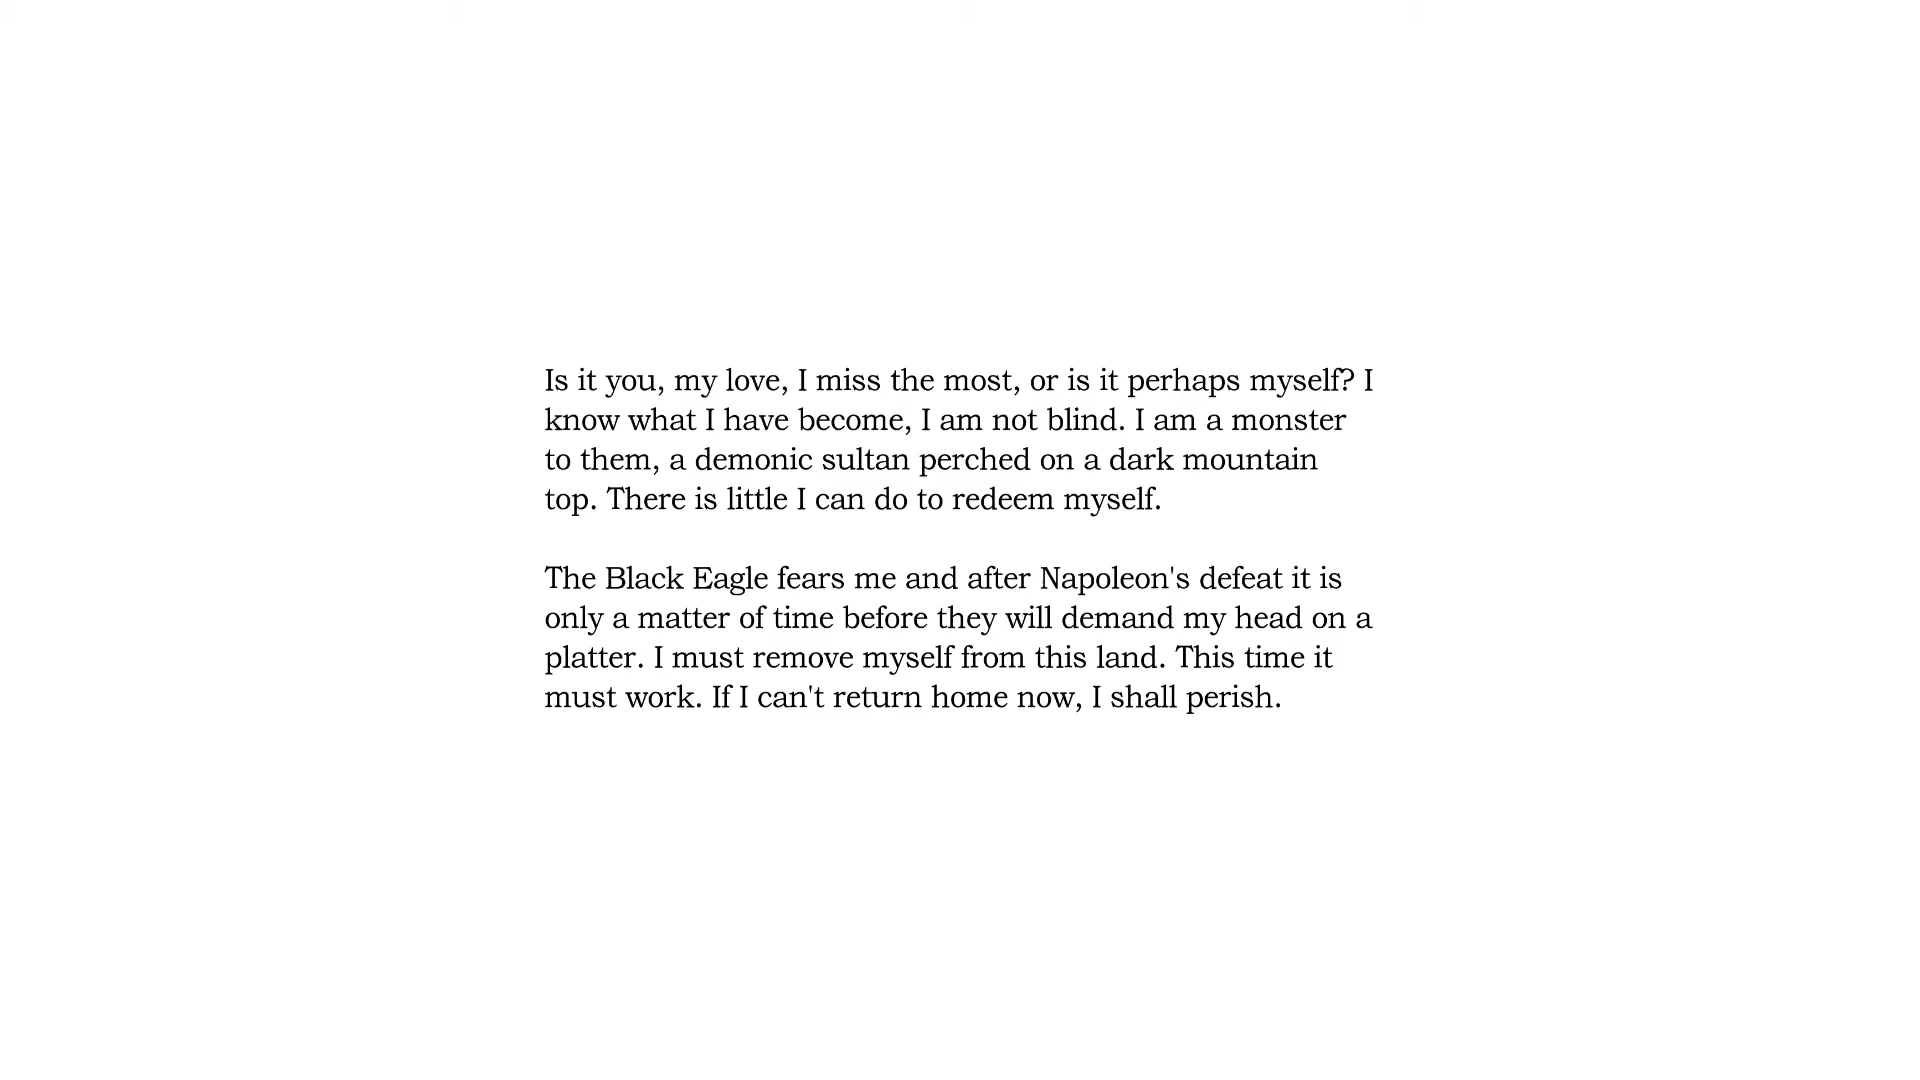 Is it you, my love, I miss the most, or is it perhaps myself? I
know what I have become, I am not blind. I am a monster
to them, a demonic sultan perched on a dark mountain
top. There is little I can do to redeem myself.
The Black Eagle fears me and after Napoleon's defeat it is
only a matter of time before they will demand my head on a
platter. I must remove myself from this land. This time it
must work. If I can't return home now, I shall perish.